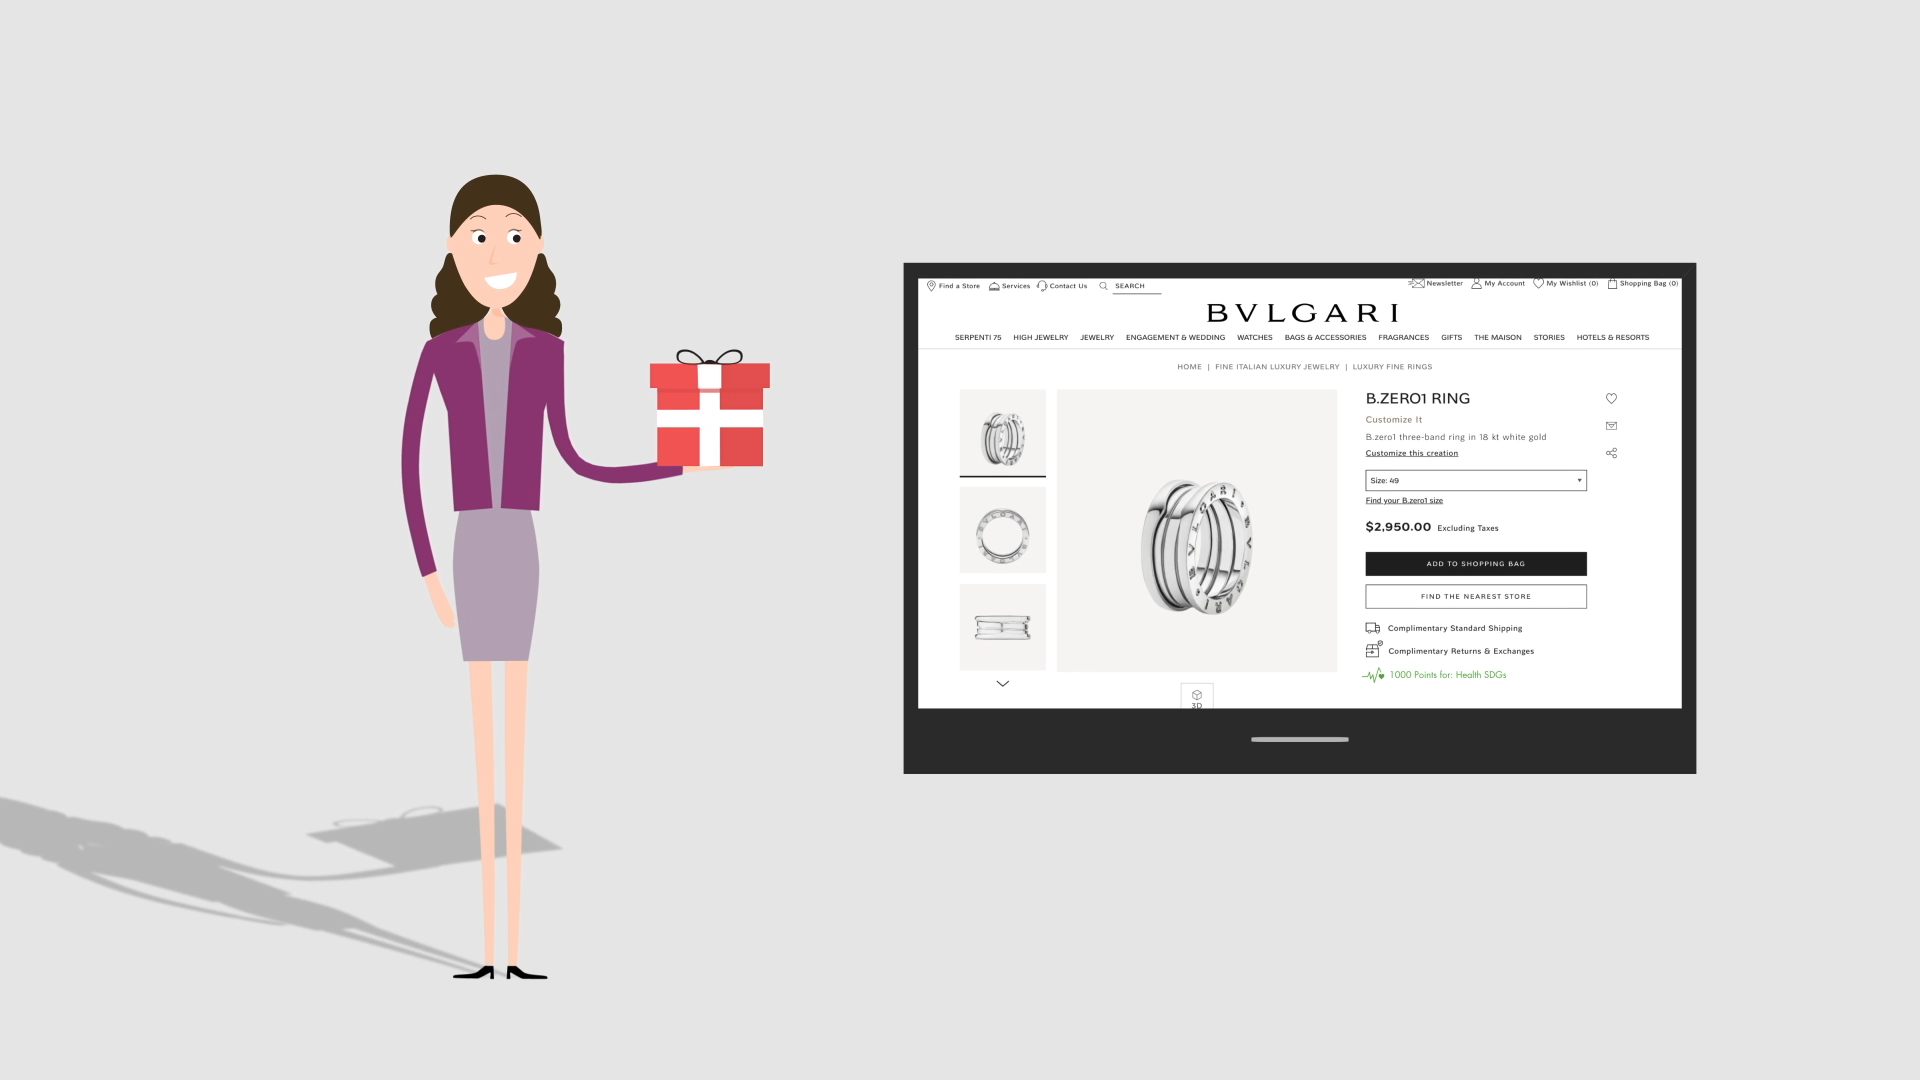 Find a Store Services Contact Us SEARCH Newsletter My Account My Wishlist (0) Shopping Bag (0)
BVLGARI
SERPENTI 75 HIGH JEWELRY JEWELRY ENGAGEMENT & WEDDING WATCHES BAGS & ACCESSORIES FRAGRANCES GIFTS THE MAISON STORIES HOTELS & RESORTS
HOME | FINE ITALIAN LUXURY JEWELRY | LUXURY FINE RINGS
B.ZERO1 RING
Customize It
B.zero1 three-band ring in 18 kt white gold
Customize this creation
Size: 49
Find your B.zero1 size
$2,950.00 Excluding Taxes
ADD TO SHOPPING BAG
FIND THE NEAREST STORE
Complimentary Standard Shipping
Complimentary Returns & Exchanges
1000 Points for: Health SDGs
3D